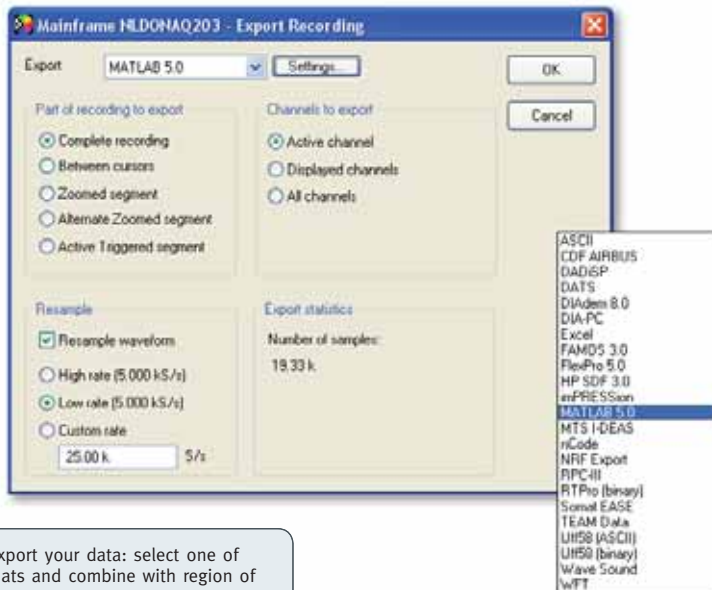 Mainframe NLDONAQ203 - Export Recording
Export
MATLAB 5.0
Settings...
OK
Cancel
Part of recording to export
Complete recording
Between cursors
Zoomed segment
Alternate Zoomed segment
Active Triggered segment
Channels to export
Active channel
Displayed channels
All channels
Resample
Resample waveform
High rate (5.000 kS/s)
Low rate (5.000 kS/s)
Custom rate
25.00 k S/s
Export statistics
Number of samples:
19.33 k
ASCII
CDF AIRBUS
DADiSP
DATS
DIAdem 8.0
DIA-PC
Excel
FAMOS 3.0
FlexPro 5.0
HP SDF 3.0
imPRESSion
MATLAB 5.0
MTS I-DEAS
nCode
NRF Export
RPC-III
RTPro (binary)
Somat EASE
TEAM Data
Uff58 (ASCII)
Uff58 (binary)
Wave Sound
WFT
xport your data: select one of
ats and combine with region of